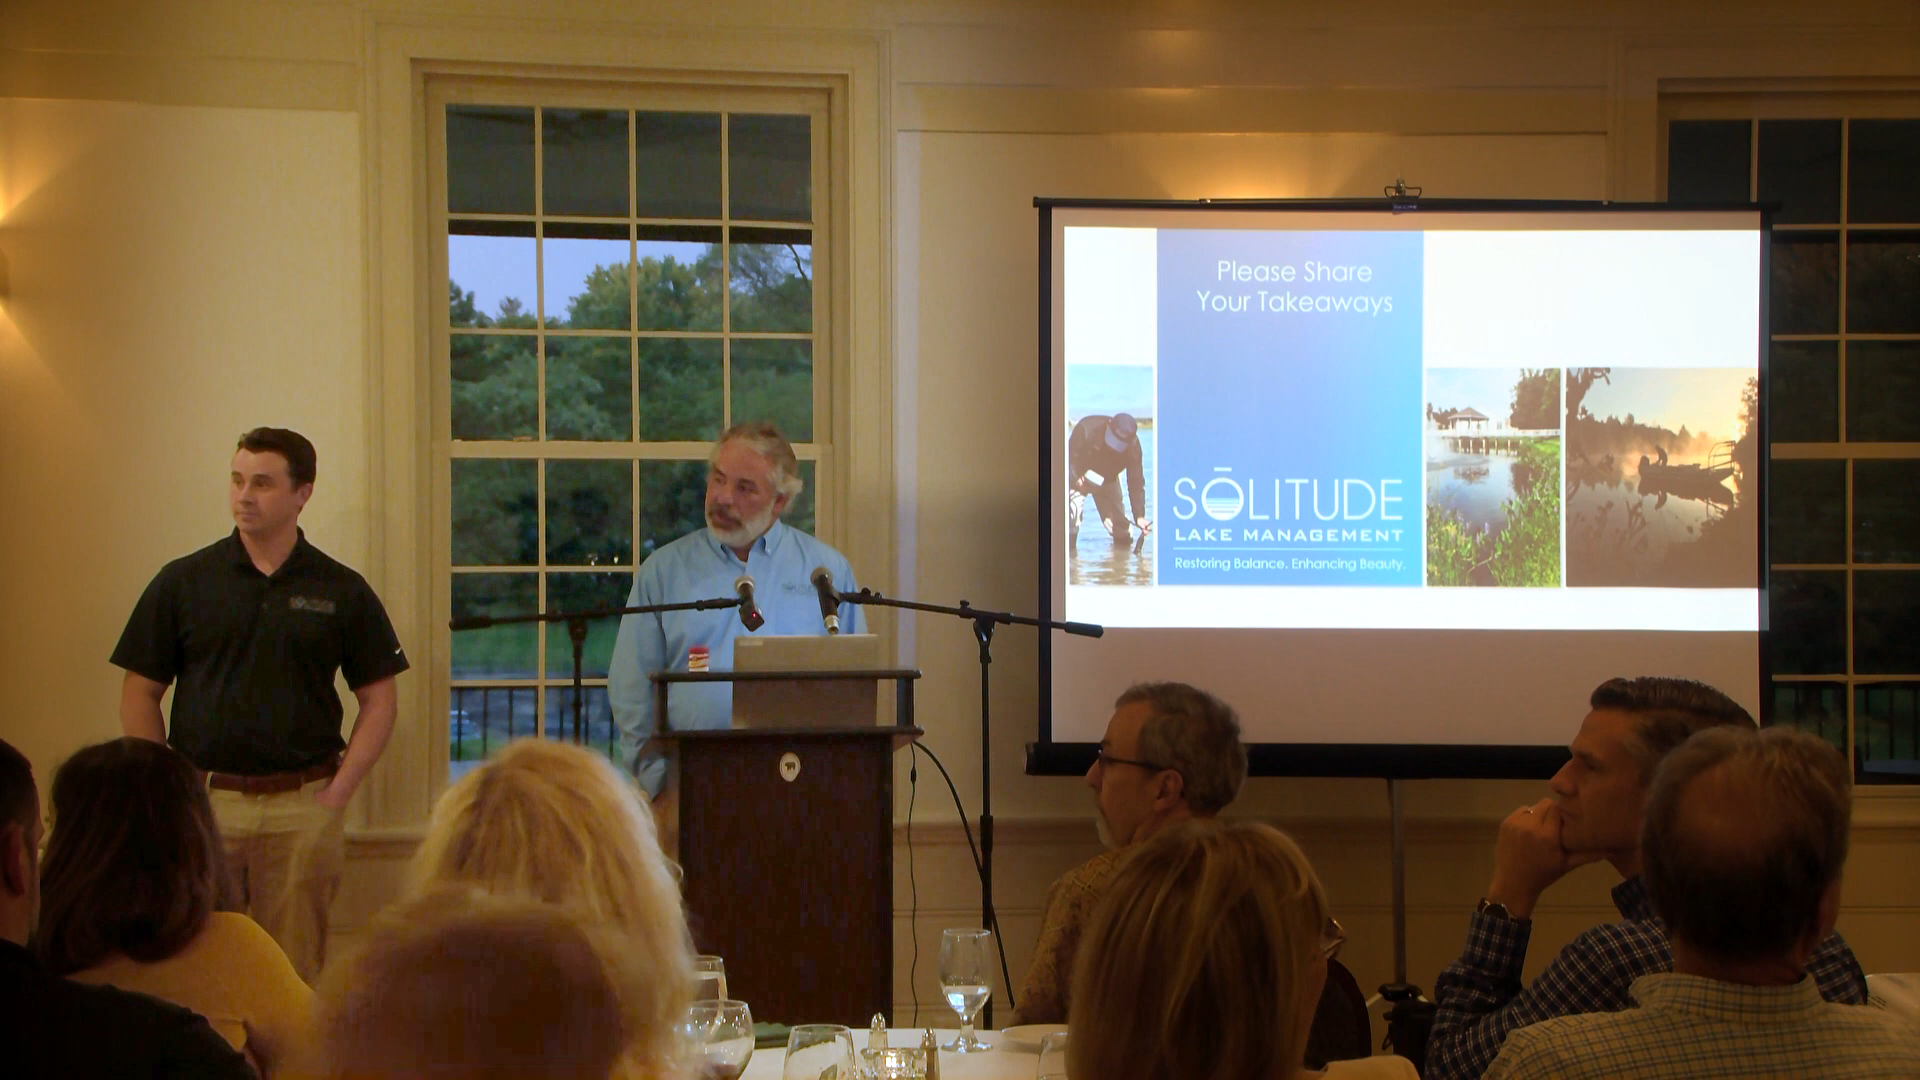 Please Share
Your Takeaways
SŌLITUDE
LAKE MANAGEMENT
Restoring Balance. Enhancing Beauty.